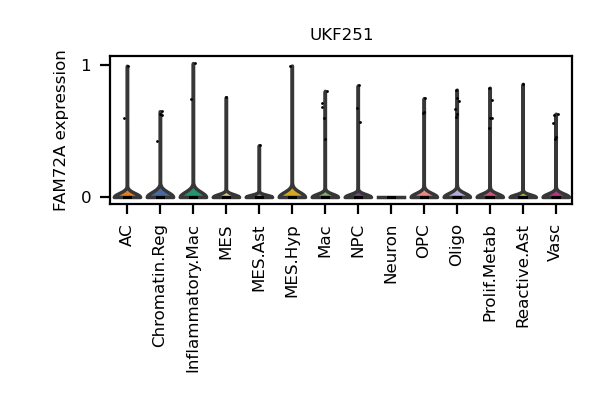 UKF251
FAM72A expression
1
0
AC
Chromatin.Reg
Inflammatory.Mac
MES
MES.Ast
MES.Hyp
Mac
NPC
Neuron
OPC
Oligo
Prolif.Metab
Reactive.Ast
Vasc